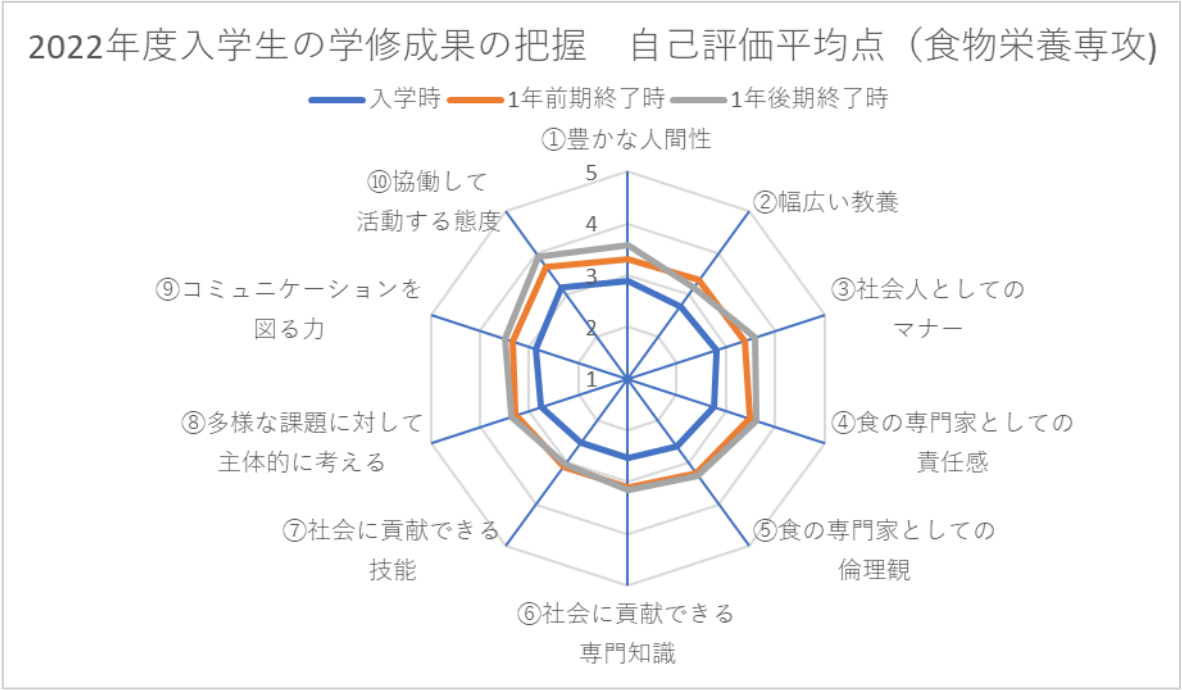 2022年度入学生の学修成果の把握　自己評価平均点（食物栄養専攻)
入学時 1年前期終了時 1年後期終了時
①豊かな人間性
②幅広い教養
③社会人としての
マナー
④食の専門家としての
責任感
⑤食の専門家としての
倫理観
⑥社会に貢献できる
専門知識
⑦社会に貢献できる
技能
⑧多様な課題に対して
主体的に考える
⑨コミュニケーションを
図る力
⑩協働して
活動する態度
5
4
3
2
1